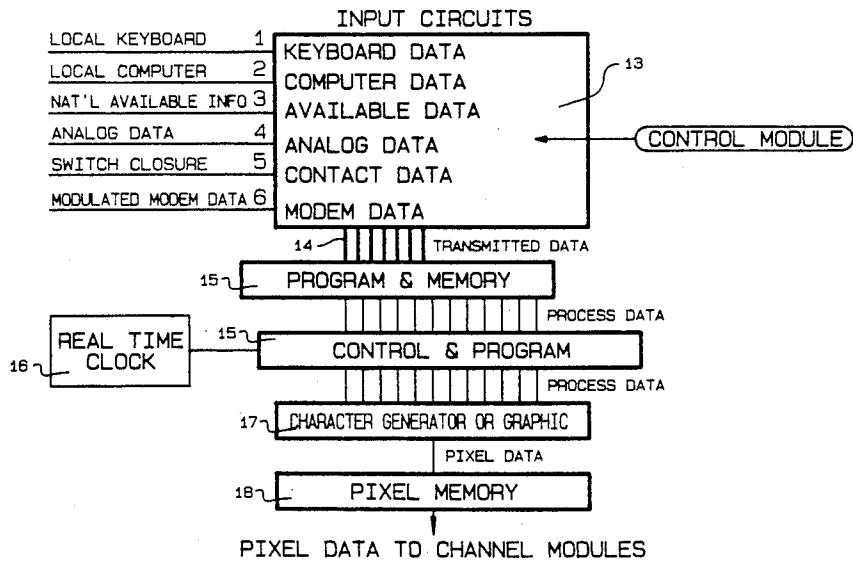 INPUT CIRCUITS
LOCAL KEYBOARD 1
KEYBOARD DATA
13
LOCAL COMPUTER 2
COMPUTER DATA
NAT'L AVAILABLE INFO 3
AVAILABLE DATA
ANALOG DATA 4
ANALOG DATA
CONTROL MODULE
SWITCH CLOSURE 5
CONTACT DATA
MODULATED MODEM DATA 6
MODEM DATA
14
TRANSMITTED DATA
15
PROGRAM & MEMORY
PROCESS DATA
REAL TIME
CLOCK
16
15
CONTROL & PROGRAM
PROCESS DATA
17
CHARACTER GENERATOR OR GRAPHIC
PIXEL DATA
18
PIXEL MEMORY
PIXEL DATA TO CHANNEL MODULES